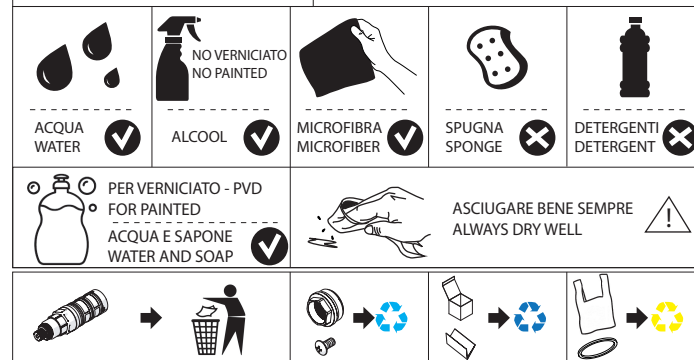 NO VERNICIATO
NO PAINTED
ACQUA
WATER
ALCOOL
MICROFIBRA
MICROFIBER
SPUGNA
SPONGE
DETERGENTI
DETERGENT
PER VERNICIATO - PVD
FOR PAINTED
ACQUA E SAPONE
WATER AND SOAP
ASCIUGARE BENE SEMPRE
ALWAYS DRY WELL